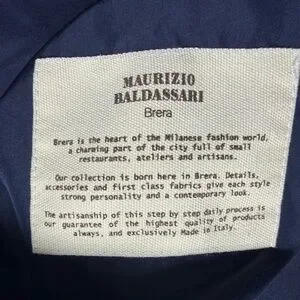 MAURIZIO
BALDASSARI
Brera
Brera is the heart of the Milanese fashion world,
a charming part of the city full of small
restaurants, ateliers and artisans.
Our collection is born here in Brera. Details,
accessories and first class fabrics give each style
strong personality and a contemporary look.
The artisanship of this step by step daily process is
our guarantee of the highest quality of products
always, and exclusively Made in Italy.